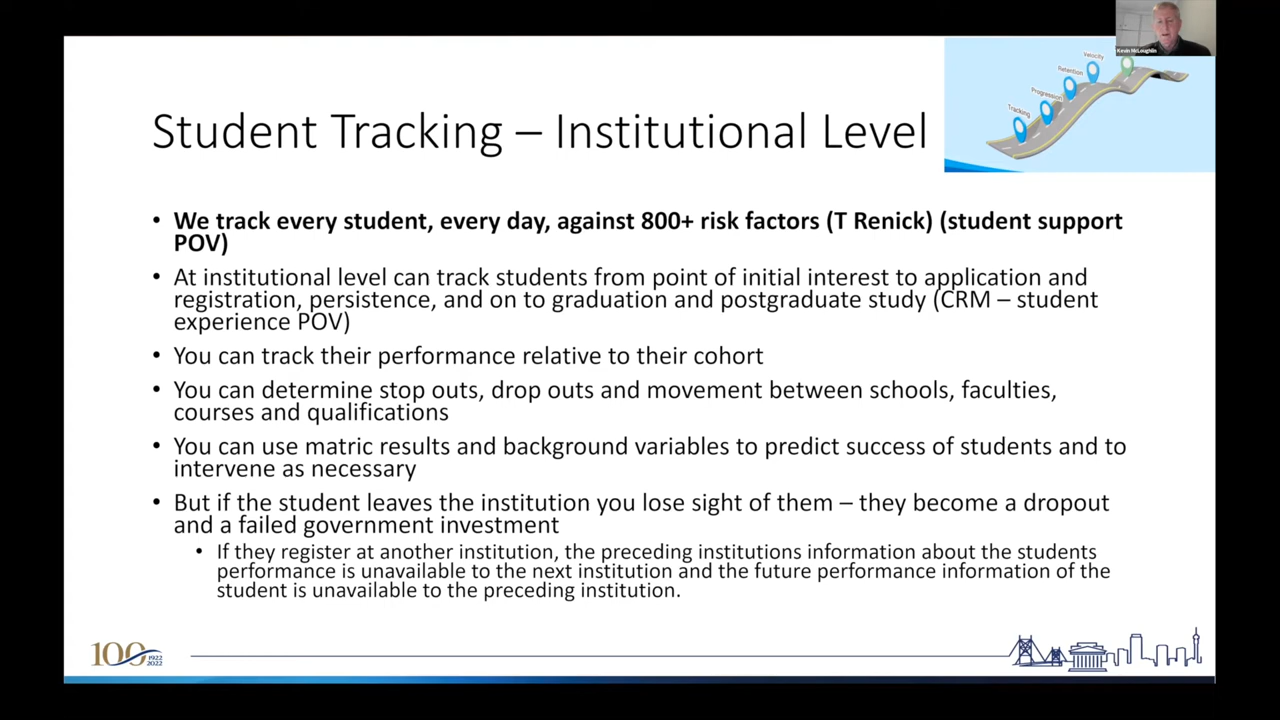 Kevin McLoughlin
Velocity
Retention
Progression
Tracking
Student Tracking – Institutional Level
• We track every student, every day, against 800+ risk factors (T Renick) (student support
POV)
• At institutional level can track students from point of initial interest to application and
registration, persistence, and on to graduation and postgraduate study (CRM – student
experience POV)
• You can track their performance relative to their cohort
• You can determine stop outs, drop outs and movement between schools, faculties,
courses and qualifications
• You can use matric results and background variables to predict success of students and to
intervene as necessary
• But if the student leaves the institution you lose sight of them – they become a dropout
and a failed government investment
• If they register at another institution, the preceding institutions information about the students
performance is unavailable to the next institution and the future performance information of the
student is unavailable to the preceding institution.
100
1922
2022